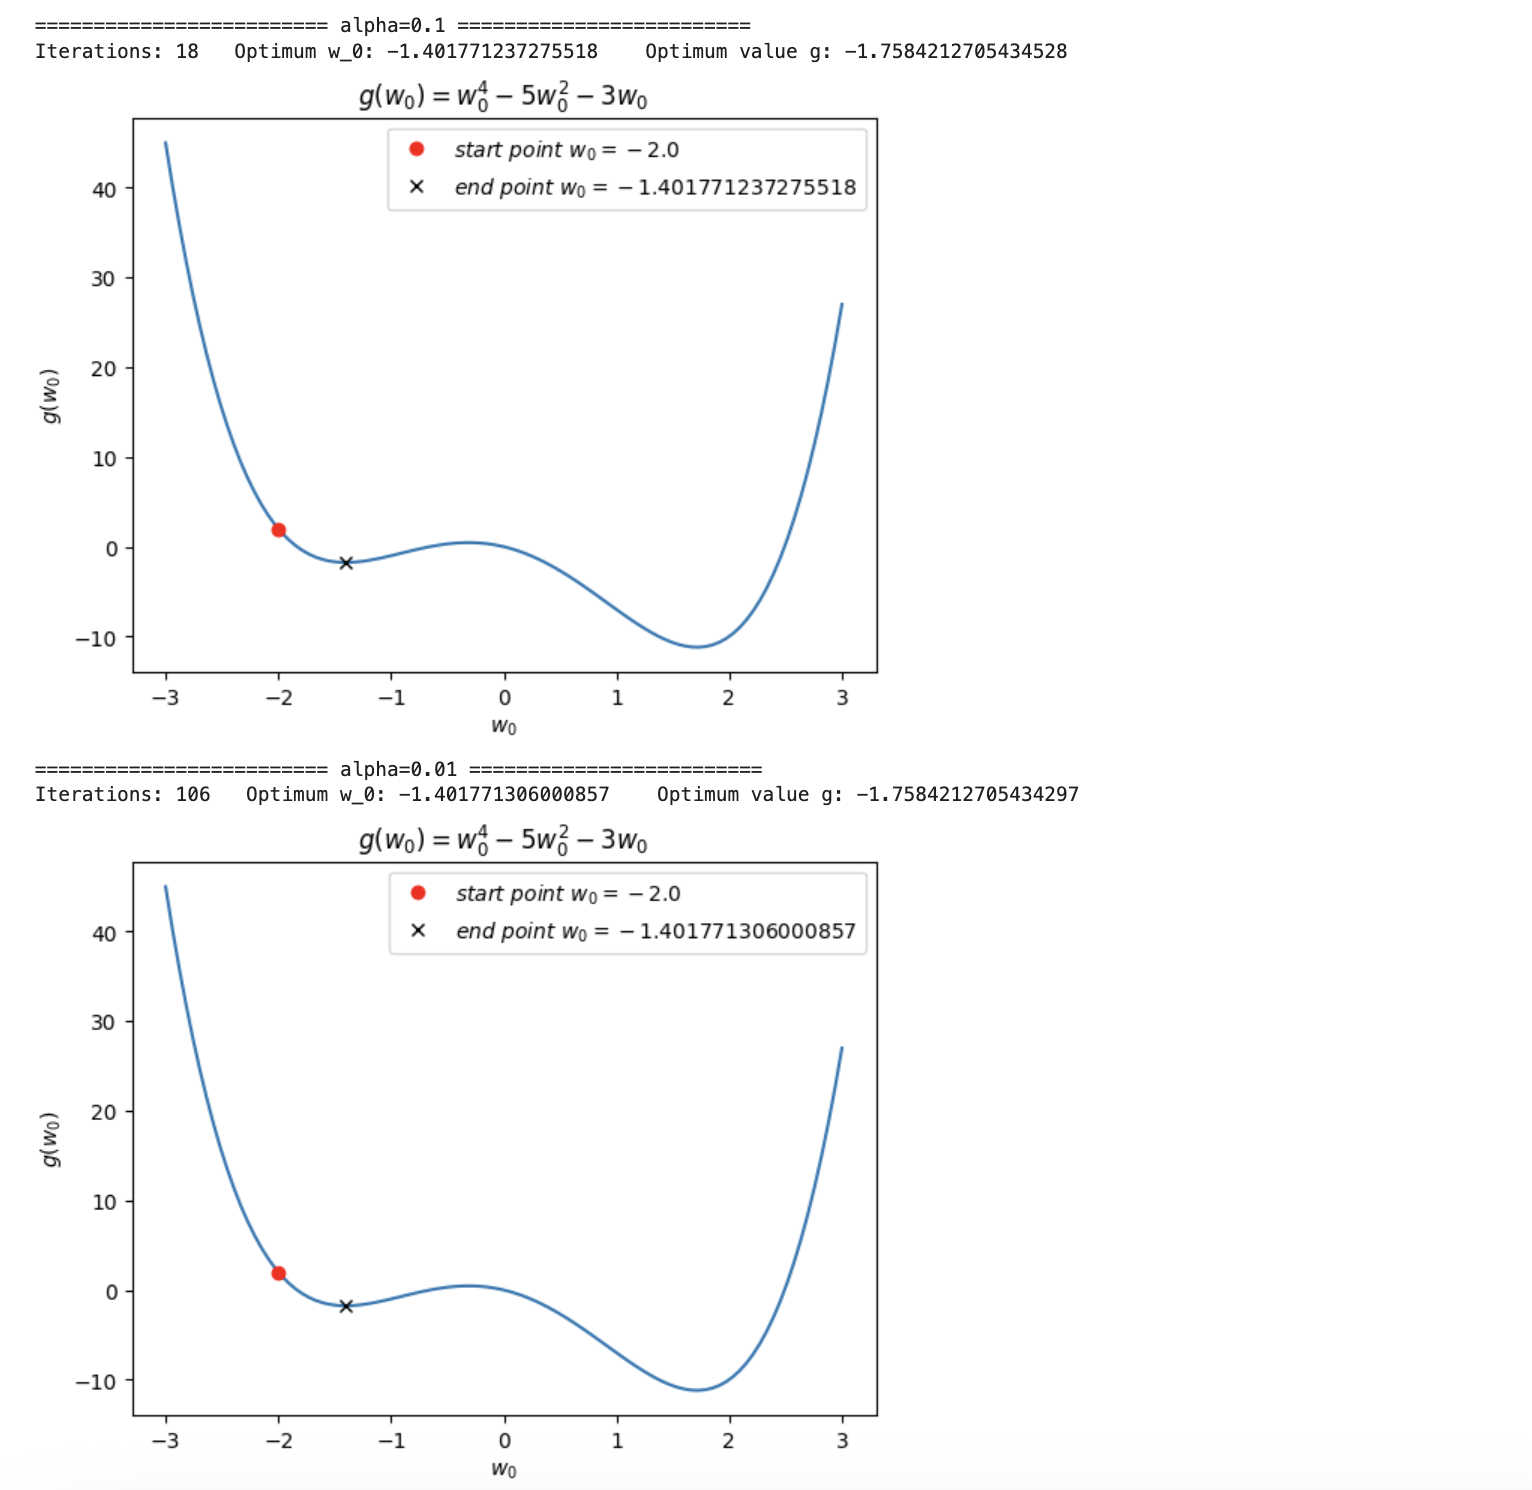 ========================= alpha=0.1 =========================
Iterations: 18   Optimum w_0: -1.401771237275518    Optimum value g: -1.7584212705434528
g(w₀) = w₀⁴ − 5w₀² − 3w₀
start point w₀ = − 2.0
end point w₀ = − 1.401771237275518
40
30
20
10
0
−10
g(w₀)
−3 −2 −1 0 1 2 3
w₀
========================= alpha=0.01 =========================
Iterations: 106   Optimum w_0: -1.401771306000857    Optimum value g: -1.7584212705434297
g(w₀) = w₀⁴ − 5w₀² − 3w₀
start point w₀ = − 2.0
end point w₀ = − 1.401771306000857
40
30
20
10
0
−10
g(w₀)
−3 −2 −1 0 1 2 3
w₀